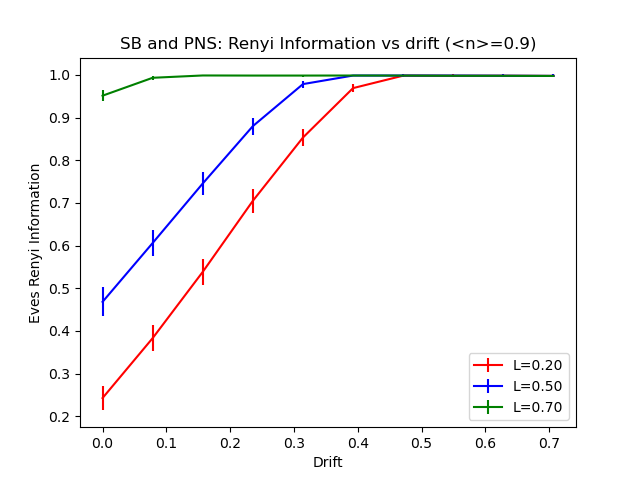 SB and PNS: Renyi Information vs drift (<n>=0.9)
Eves Renyi Information
1.0
0.9
0.8
0.7
0.6
0.5
0.4
0.3
0.2
L=0.20
L=0.50
L=0.70
0.0 0.1 0.2 0.3 0.4 0.5 0.6 0.7
Drift